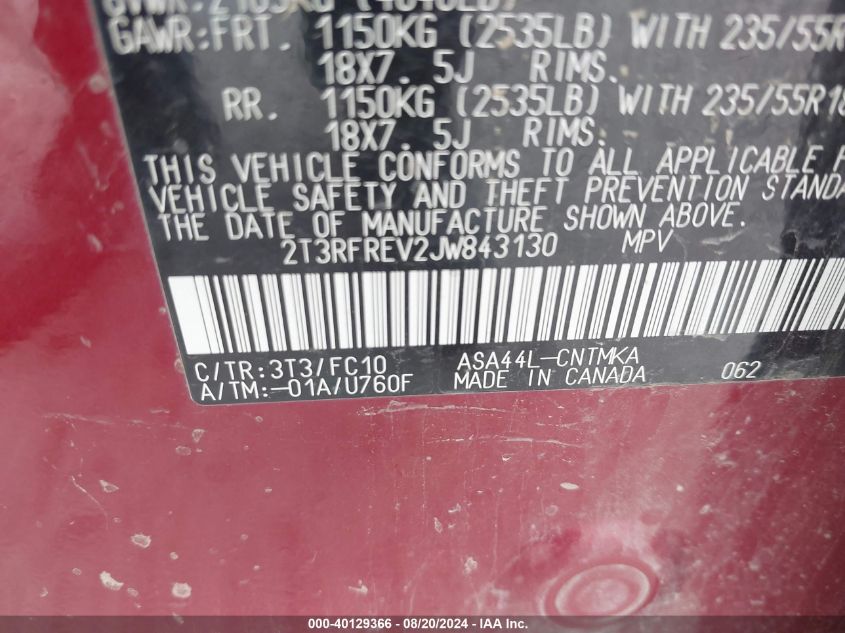 GAWR:FRT. 1150KG (2535LB) WITH 235/55R
18X7. 5J RIMS.
RR. 1150KG (2535LB) WITH 235/55R18
18X7. 5J RIMS.
THIS VEHICLE CONFORMS TO ALL APPLICABLE F
VEHICLE SAFETY AND THEFT PREVENTION STANDA
THE DATE OF MANUFACTURE SHOWN ABOVE.
2T3RFREV2JW843130 MPV
C/TR:3T3/FC10 ASA44L-CNTMKA
A/TM:-01A/U760F MADE IN CANADA 062
000-40129366 - 08/20/2024 - IAA Inc.